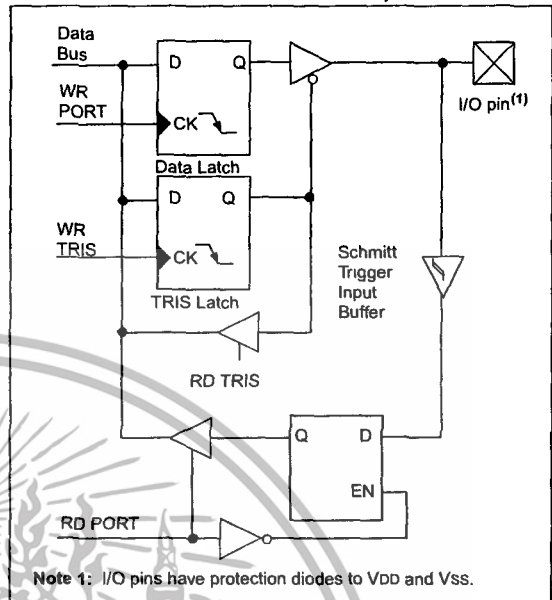 Data
Bus
D Q
WR
PORT
CK
I/O pin(1)
Data Latch
D Q
WR
TRIS
CK
TRIS Latch
Schmitt
Trigger
Input
Buffer
RD TRIS
Q D
EN
RD PORT
Note 1: I/O pins have protection diodes to VDD and VSS.